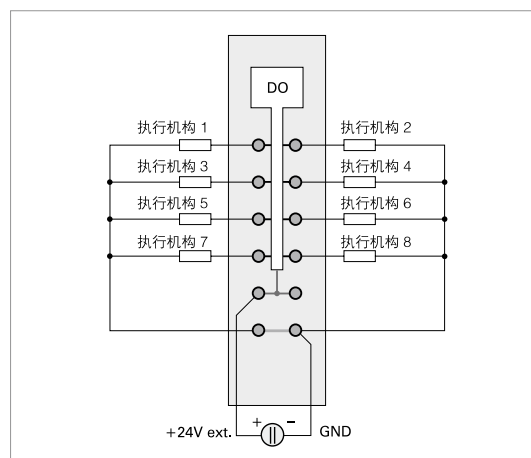 DO
执行机构 1
执行机构 2
执行机构 3
执行机构 4
执行机构 5
执行机构 6
执行机构 7
执行机构 8
+ −
+24V ext.
GND